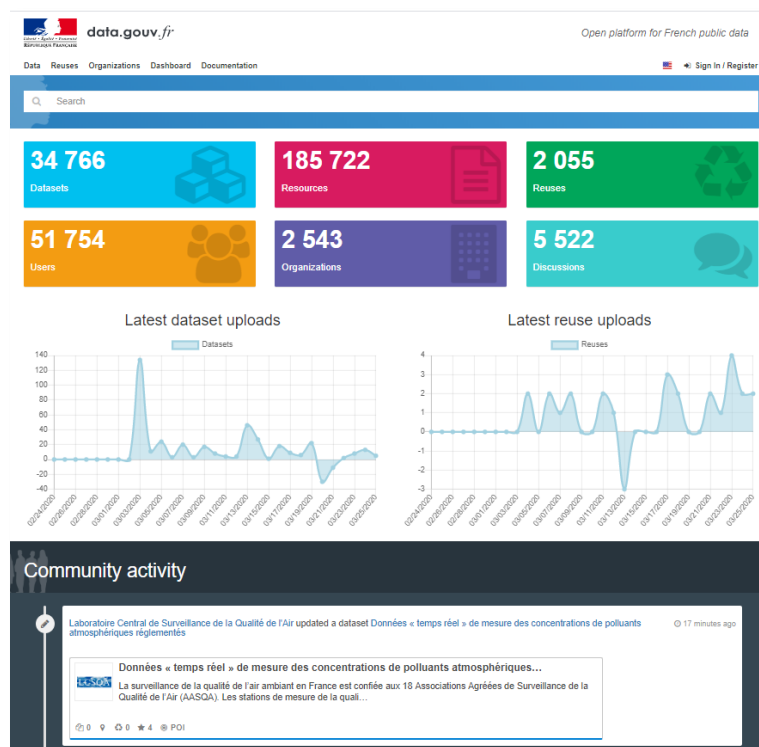 data.gouv.fr
Open platform for French public data
Liberté • Égalité • Fraternité
RÉPUBLIQUE FRANÇAISE
Data Reuses Organizations Dashboard Documentation
Sign In / Register
Search
34 766
Datasets
185 722
Resources
2 055
Reuses
51 754
Users
2 543
Organizations
5 522
Discussions
Latest dataset uploads
Datasets
140
120
100
80
60
40
20
0
-20
-40
02/24/2020 02/26/2020 02/28/2020 03/01/2020 03/03/2020 03/05/2020 03/07/2020 03/09/2020 03/11/2020 03/13/2020 03/15/2020 03/17/2020 03/19/2020 03/21/2020 03/23/2020 03/25/2020
Latest reuse uploads
Reuses
4
3
2
1
0
-1
-2
-3
02/24/2020 02/26/2020 02/28/2020 03/01/2020 03/03/2020 03/05/2020 03/07/2020 03/09/2020 03/11/2020 03/13/2020 03/15/2020 03/17/2020 03/19/2020 03/21/2020 03/23/2020 03/25/2020
Community activity
Laboratoire Central de Surveillance de la Qualité de l'Air updated a dataset Données « temps réel » de mesure des concentrations de polluants
atmosphériques réglementés
17 minutes ago
Données « temps réel » de mesure des concentrations de polluants atmosphériques…
LCSQA
La surveillance de la qualité de l'air ambiant en France est confiée aux 18 Associations Agréées de Surveillance de la
Qualité de l'Air (AASQA). Les stations de mesure de la quali…
0 0 4 POI